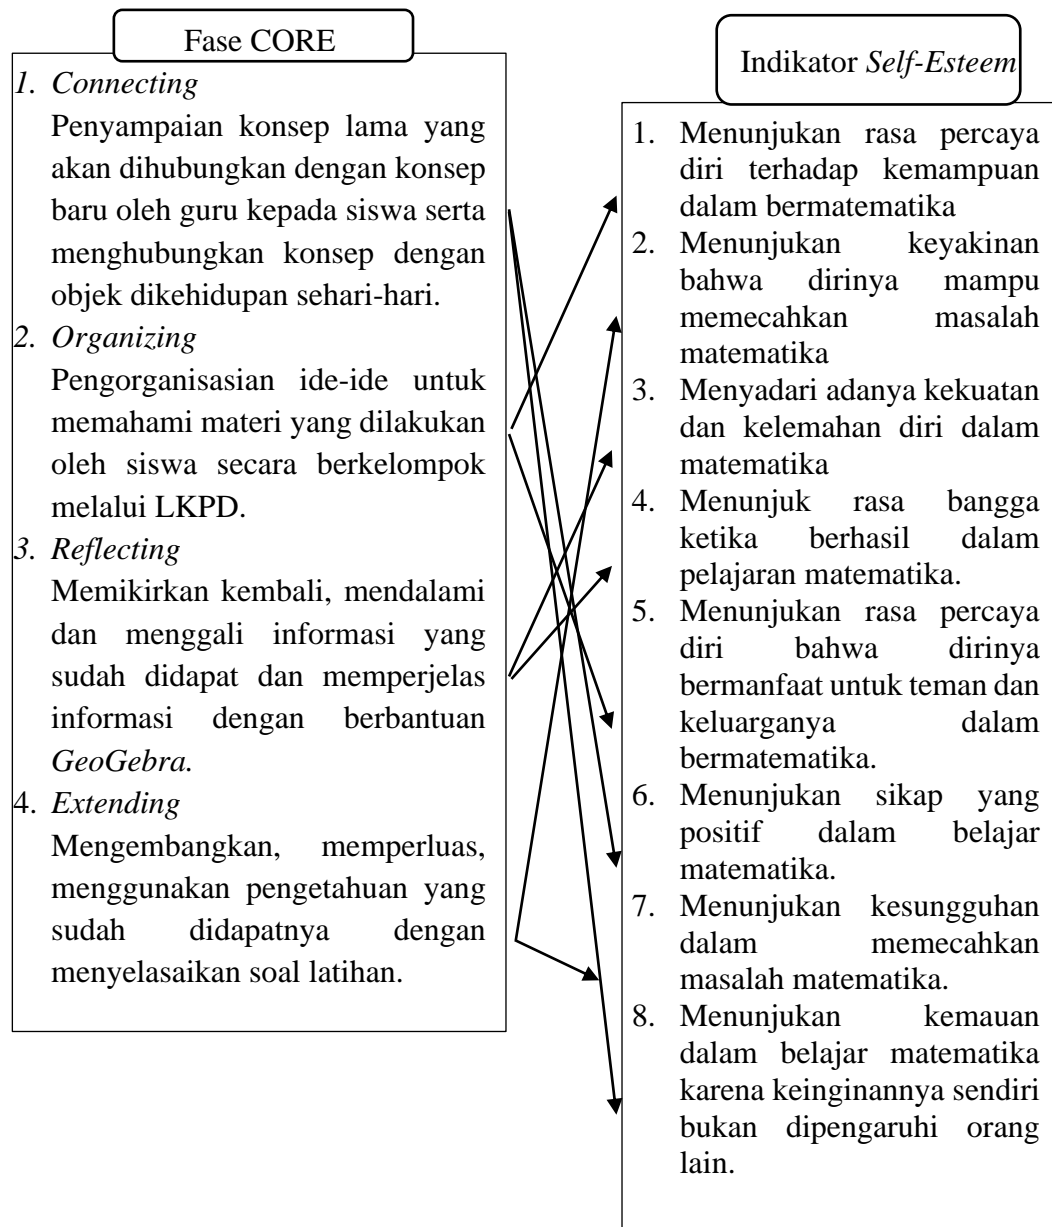 Fase CORE
1. Connecting
Penyampaian konsep lama yang
akan dihubungkan dengan konsep
baru oleh guru kepada siswa serta
menghubungkan konsep dengan
objek dikehidupan sehari-hari.
2. Organizing
Pengorganisasian ide-ide untuk
memahami materi yang dilakukan
oleh siswa secara berkelompok
melalui LKPD.
3. Reflecting
Memikirkan kembali, mendalami
dan menggali informasi yang
sudah didapat dan memperjelas
informasi dengan berbantuan
GeoGebra.
4. Extending
Mengembangkan, memperluas,
menggunakan pengetahuan yang
sudah didapatnya dengan
menyelasaikan soal latihan.
Indikator Self-Esteem
1. Menunjukan rasa percaya
diri terhadap kemampuan
dalam bermatematika
2. Menunjukan keyakinan
bahwa dirinya mampu
memecahkan masalah
matematika
3. Menyadari adanya kekuatan
dan kelemahan diri dalam
matematika
4. Menunjuk rasa bangga
ketika berhasil dalam
pelajaran matematika.
5. Menunjukan rasa percaya
diri bahwa dirinya
bermanfaat untuk teman dan
keluarganya dalam
bermatematika.
6. Menunjukan sikap yang
positif dalam belajar
matematika.
7. Menunjukan kesungguhan
dalam memecahkan
masalah matematika.
8. Menunjukan kemauan
dalam belajar matematika
karena keinginannya sendiri
bukan dipengaruhi orang
lain.